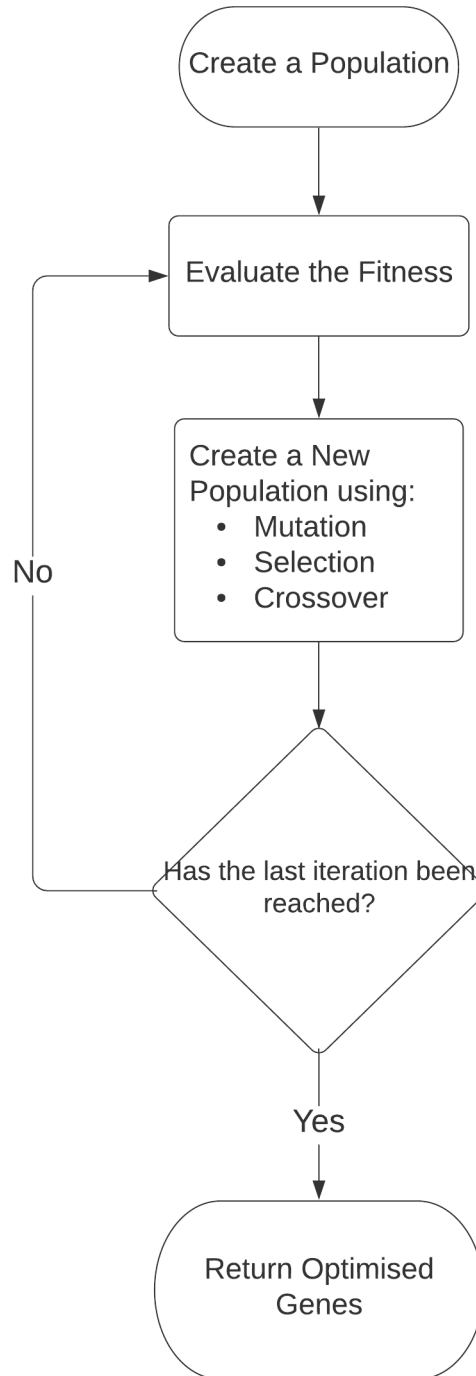 Create a Population
Evaluate the Fitness
Create a New
Population using:
• Mutation
• Selection
• Crossover
No
Has the last iteration been
reached?
Yes
Return Optimised
Genes